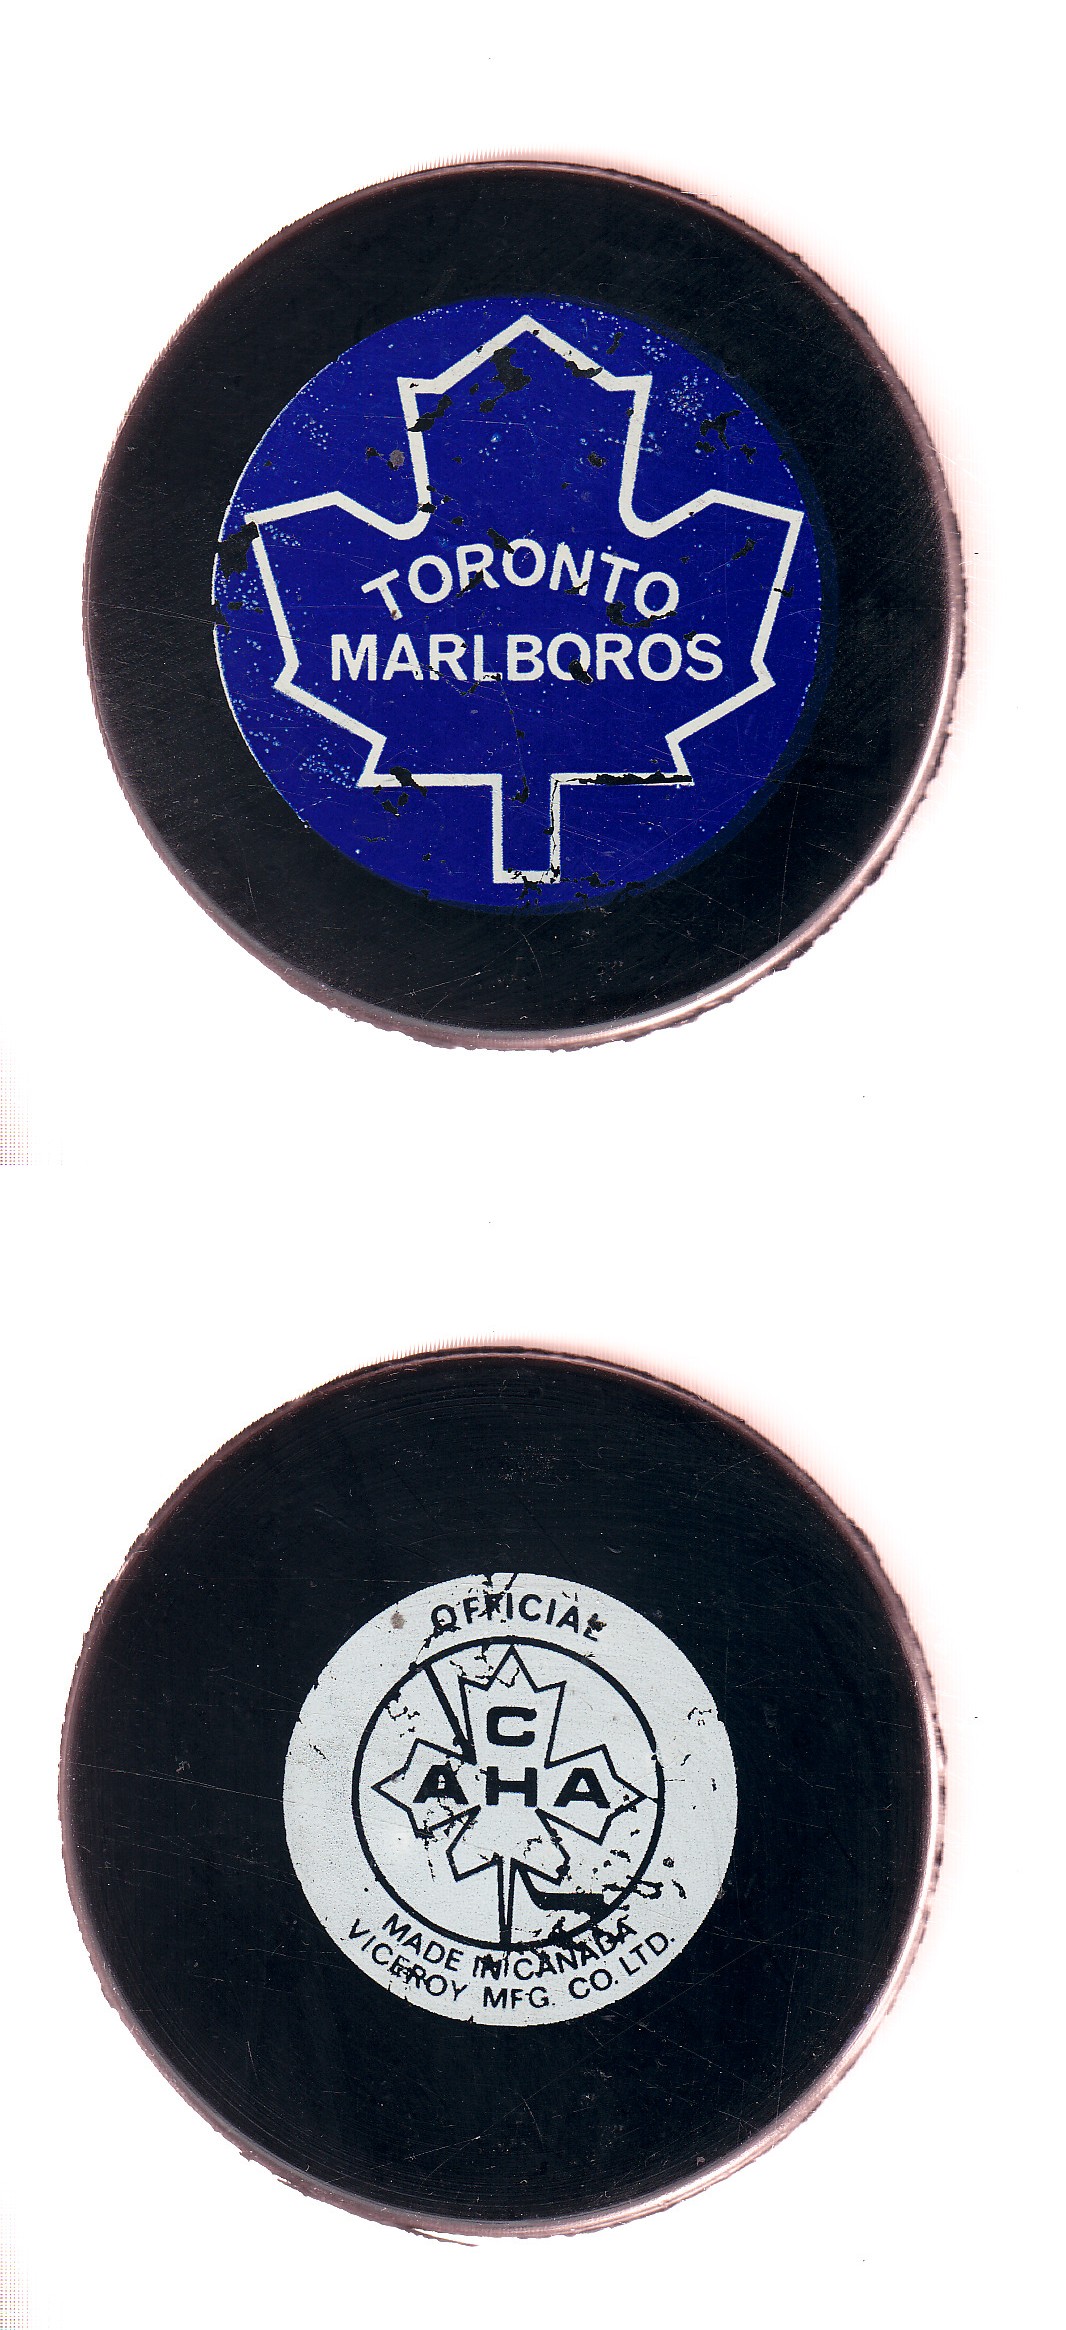 TORONTO
MARLBOROS
OFFICIAL
C
AHA
MADE IN CANADA
VICEROY MFG. CO. LTD.